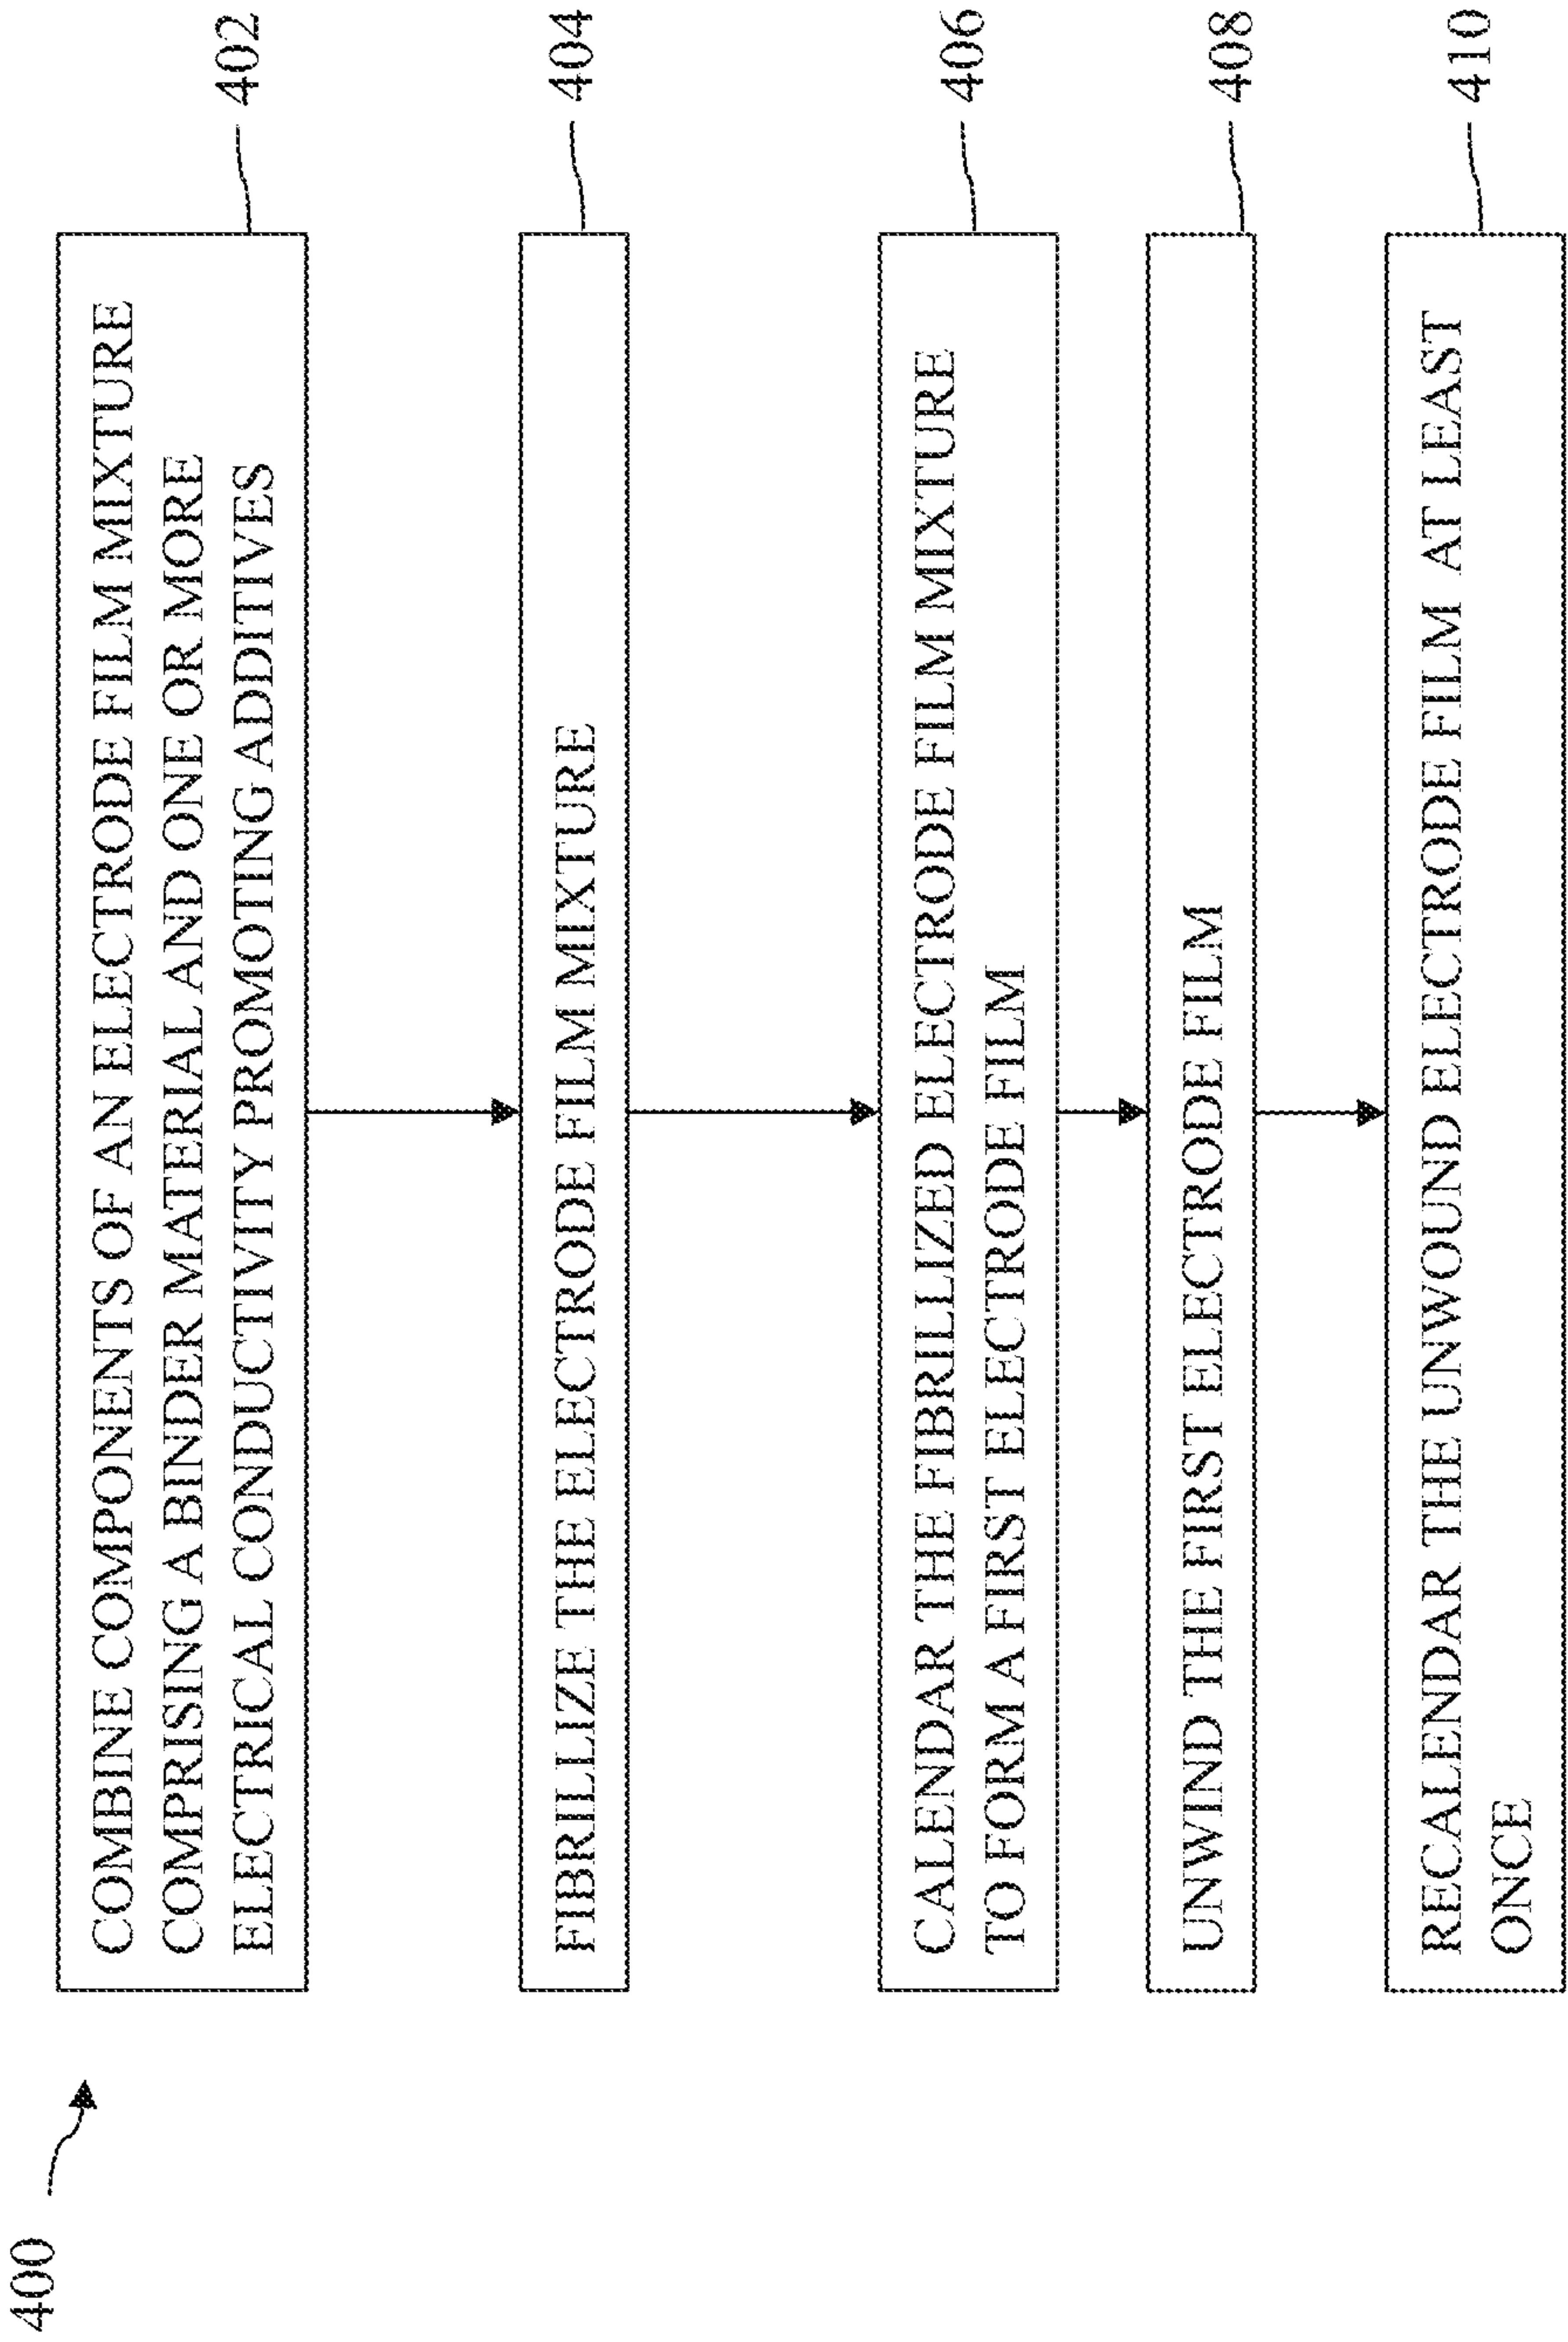 400
COMBINE COMPONENTS OF AN ELECTRODE FILM MIXTURE
COMPRISING A BINDER MATERIAL AND ONE OR MORE
ELECTRICAL CONDUCTIVITY PROMOTING ADDITIVES
402
FIBRILLIZE THE ELECTRODE FILM MIXTURE
404
CALENDAR THE FIBRILLIZED ELECTRODE FILM MIXTURE
TO FORM A FIRST ELECTRODE FILM
406
UNWIND THE FIRST ELECTRODE FILM
408
RECALENDAR THE UNWOUND ELECTRODE FILM AT LEAST
ONCE
410